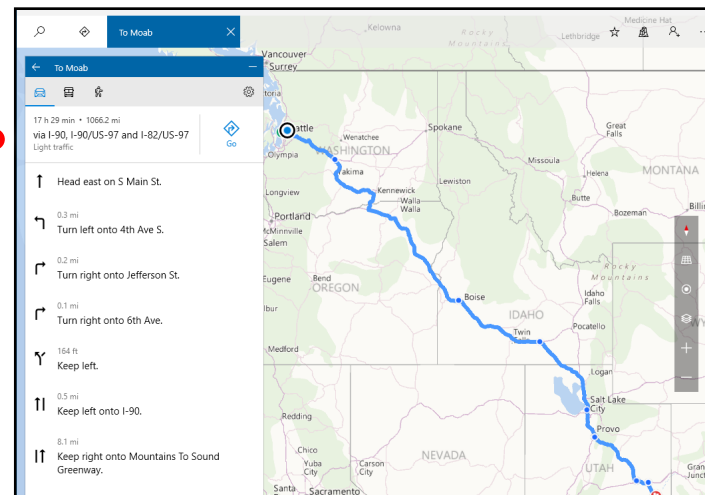 To Moab
To Moab
17 h 29 min • 1066.2 mi
via I-90, I-90/US-97 and I-82/US-97
Light traffic
Go
Head east on S Main St.
0.3 mi
Turn left onto 4th Ave S.
0.2 mi
Turn right onto Jefferson St.
0.1 mi
Turn right onto 6th Ave.
164 ft
Keep left.
0.5 mi
Keep left onto I-90.
8.1 mi
Keep right onto Mountains To Sound
Greenway.
Kelowna
Rocky
Mountains
Lethbridge
Medicine Hat
Vancouver
Surrey
Wenatchee
Spokane
Great
Falls
Olympia
WASHINGTON
Missoula
Helena
MONTANA
Yakima
Lewiston
Longview
Kennewick
Walla
Walla
Butte
Bozeman
Portland
McMinnville
Salem
Rocky
Mountains
Eugene
Bend
OREGON
Boise
Idaho
Falls
IDAHO
Twin
Pocatello
Medford
Logan
Salt Lake
City
Redding
Provo
Chico
Yuba
City
Carson
City
NEVADA
UTAH
Santa
Sacramento